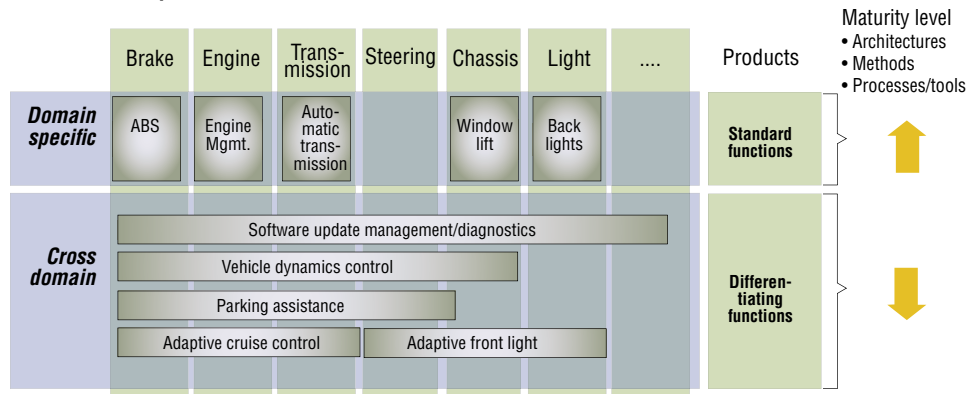 Maturity level
• Architectures
• Methods
• Processes/tools
Brake
Engine
Trans-
mission
Steering
Chassis
Light
....
Products
Domain
specific
ABS
Engine
Mgmt.
Auto-
matic
trans-
mission
Window
lift
Back
lights
Standard
functions
Cross
domain
Software update management/diagnostics
Vehicle dynamics control
Parking assistance
Adaptive cruise control
Adaptive front light
Differen-
tiating
functions